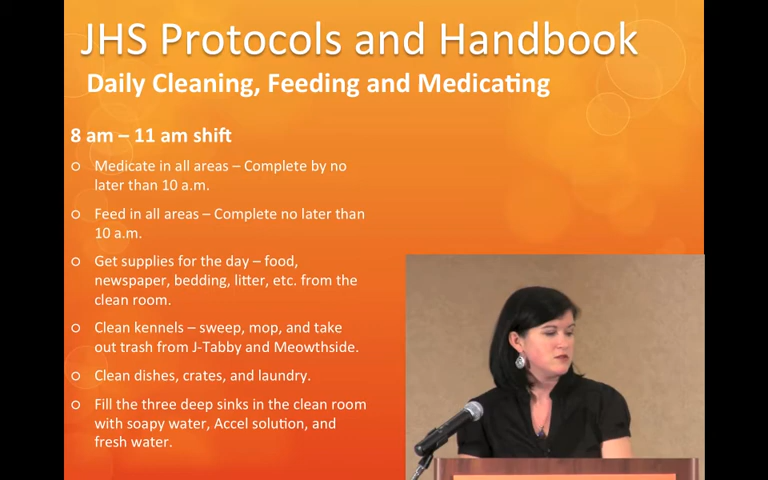 JHS Protocols and Handbook
Daily Cleaning, Feeding and Medicating
8 am – 11 am shift
○ Medicate in all areas – Complete by no
later than 10 a.m.
○ Feed in all areas – Complete no later than
10 a.m.
○ Get supplies for the day – food,
newspaper, bedding, litter, etc. from the
clean room.
○ Clean kennels – sweep, mop, and take
out trash from J-Tabby and Meowthside.
○ Clean dishes, crates, and laundry.
○ Fill the three deep sinks in the clean room
with soapy water, Accel solution, and
fresh water.